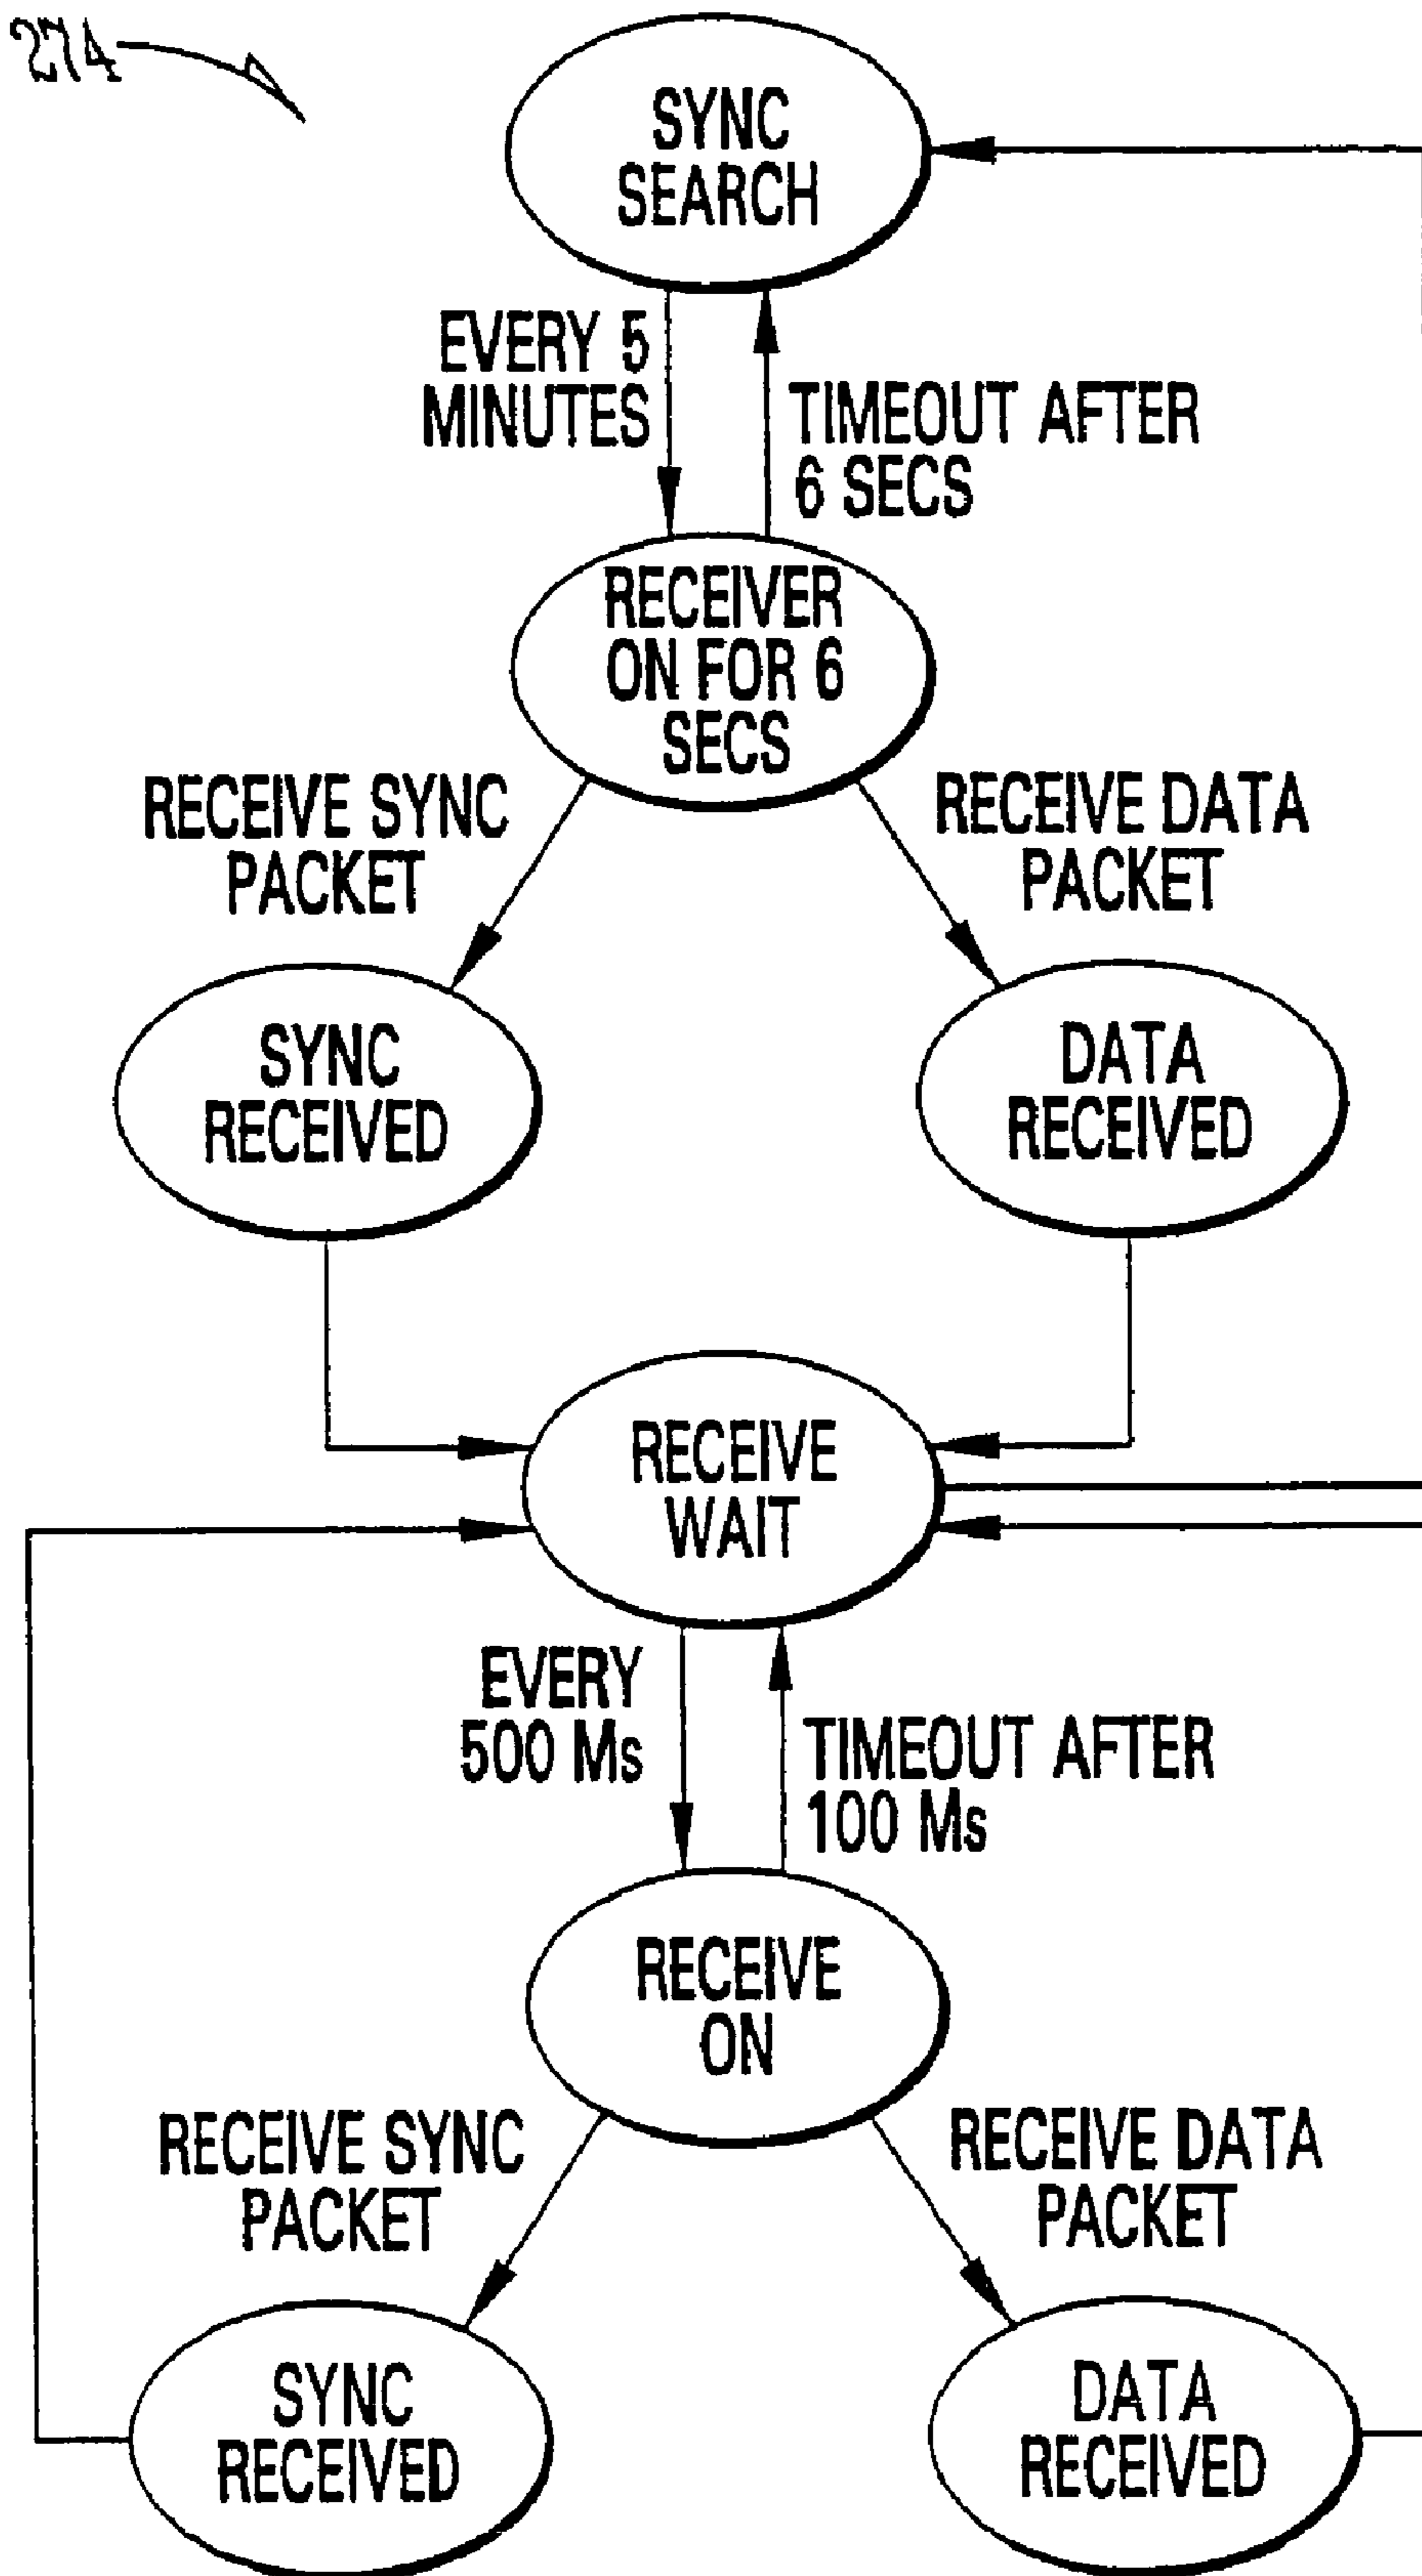 274
SYNC
SEARCH
EVERY 5
MINUTES
TIMEOUT AFTER
6 SECS
RECEIVER
ON FOR 6
SECS
RECEIVE SYNC
PACKET
RECEIVE DATA
PACKET
SYNC
RECEIVED
DATA
RECEIVED
RECEIVE
WAIT
EVERY
500 Ms
TIMEOUT AFTER
100 Ms
RECEIVE
ON
RECEIVE SYNC
PACKET
RECEIVE DATA
PACKET
SYNC
RECEIVED
DATA
RECEIVED